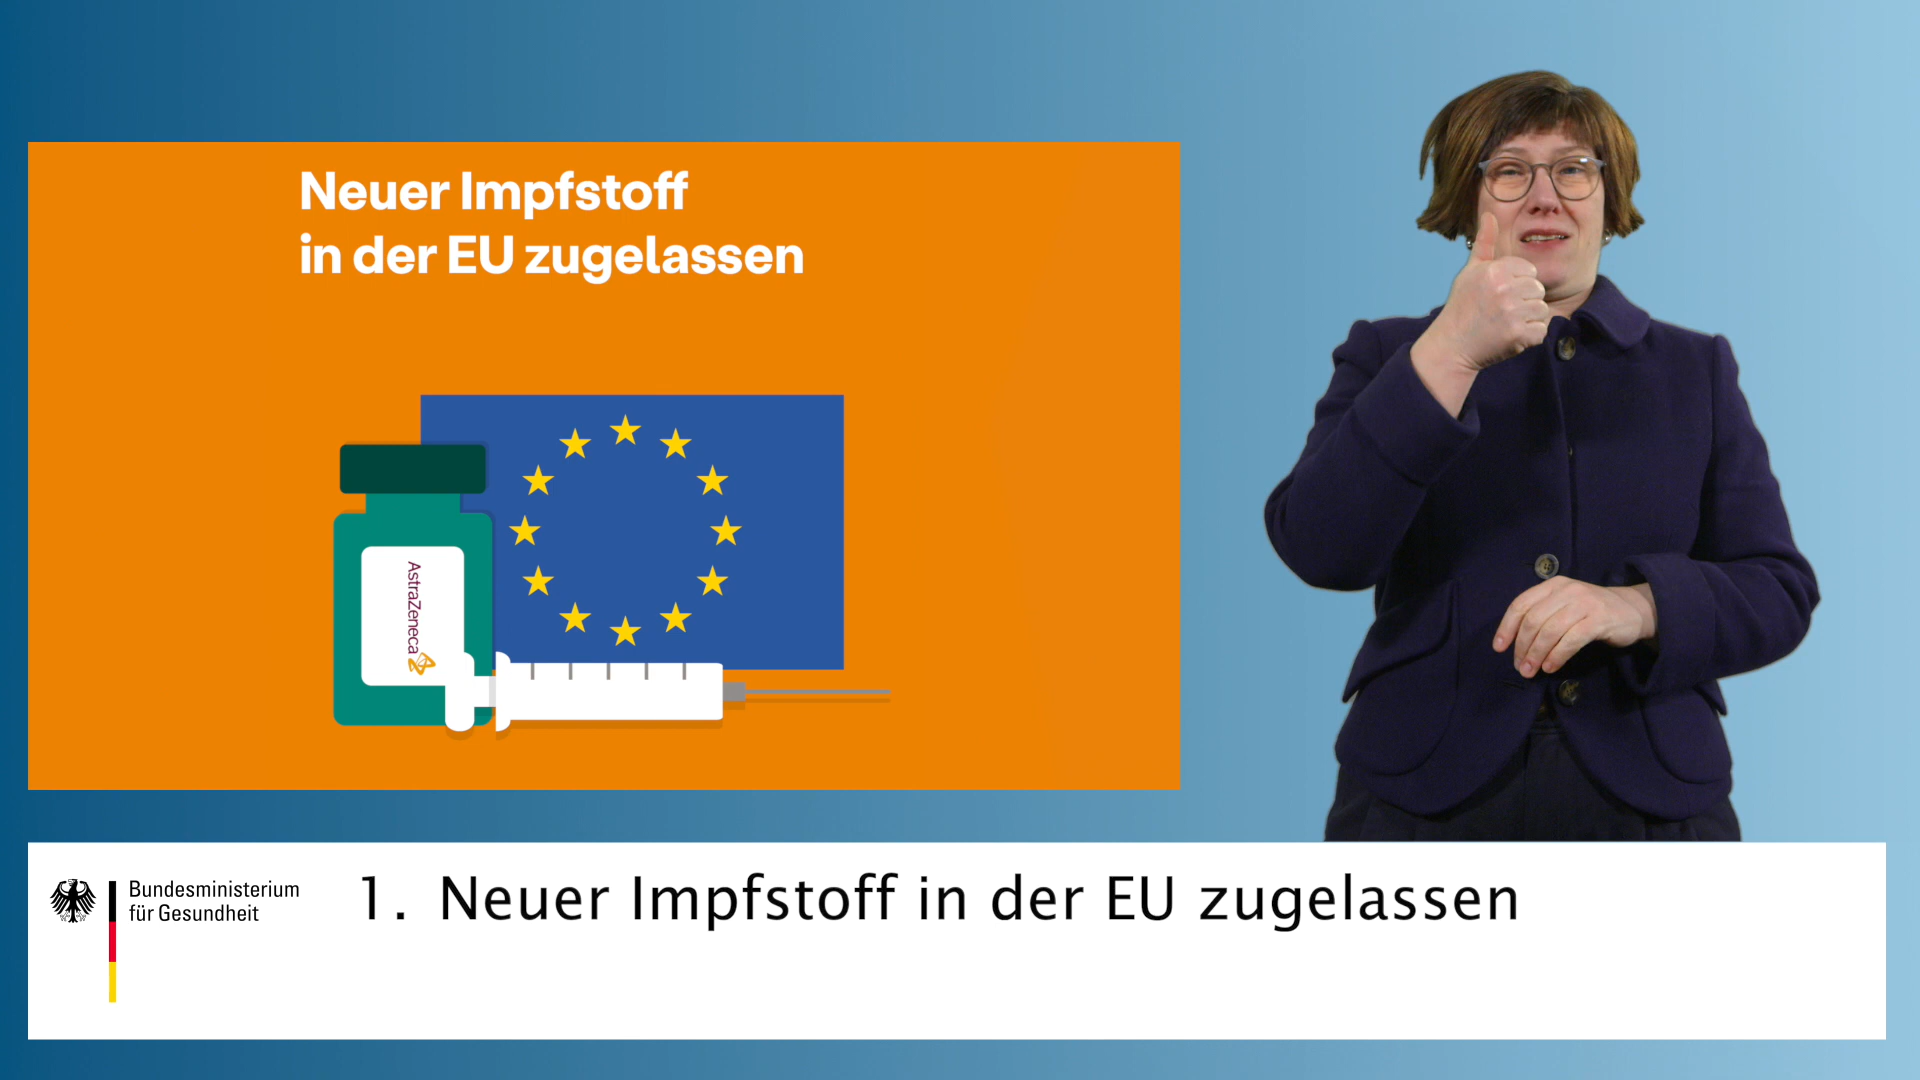 Neuer Impfstoff
in der EU zugelassen
AstraZeneca
Bundesministerium
für Gesundheit
1. Neuer Impfstoff in der EU zugelassen